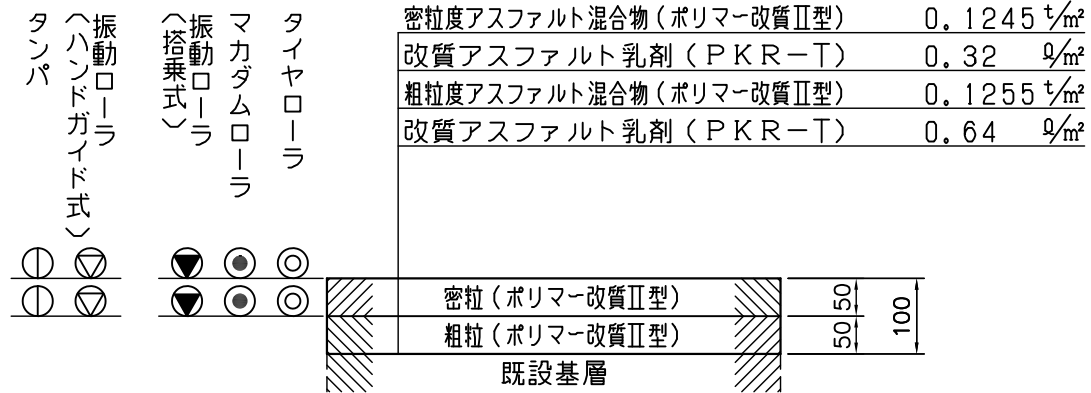 タンパ
振動ローラ
（ハンドガイド式）
振動ローラ
（搭乗式）
マカダムローラ
タイヤローラ
密粒度アスファルト混合物（ポリマー改質Ⅱ型） 0.1245 t/m²
改質アスファルト乳剤（PKR－T） 0.32 ℓ/m²
粗粒度アスファルト混合物（ポリマー改質Ⅱ型） 0.1255 t/m²
改質アスファルト乳剤（PKR－T） 0.64 ℓ/m²
密粒（ポリマー改質Ⅱ型） 50
粗粒（ポリマー改質Ⅱ型） 50
100
既設基層